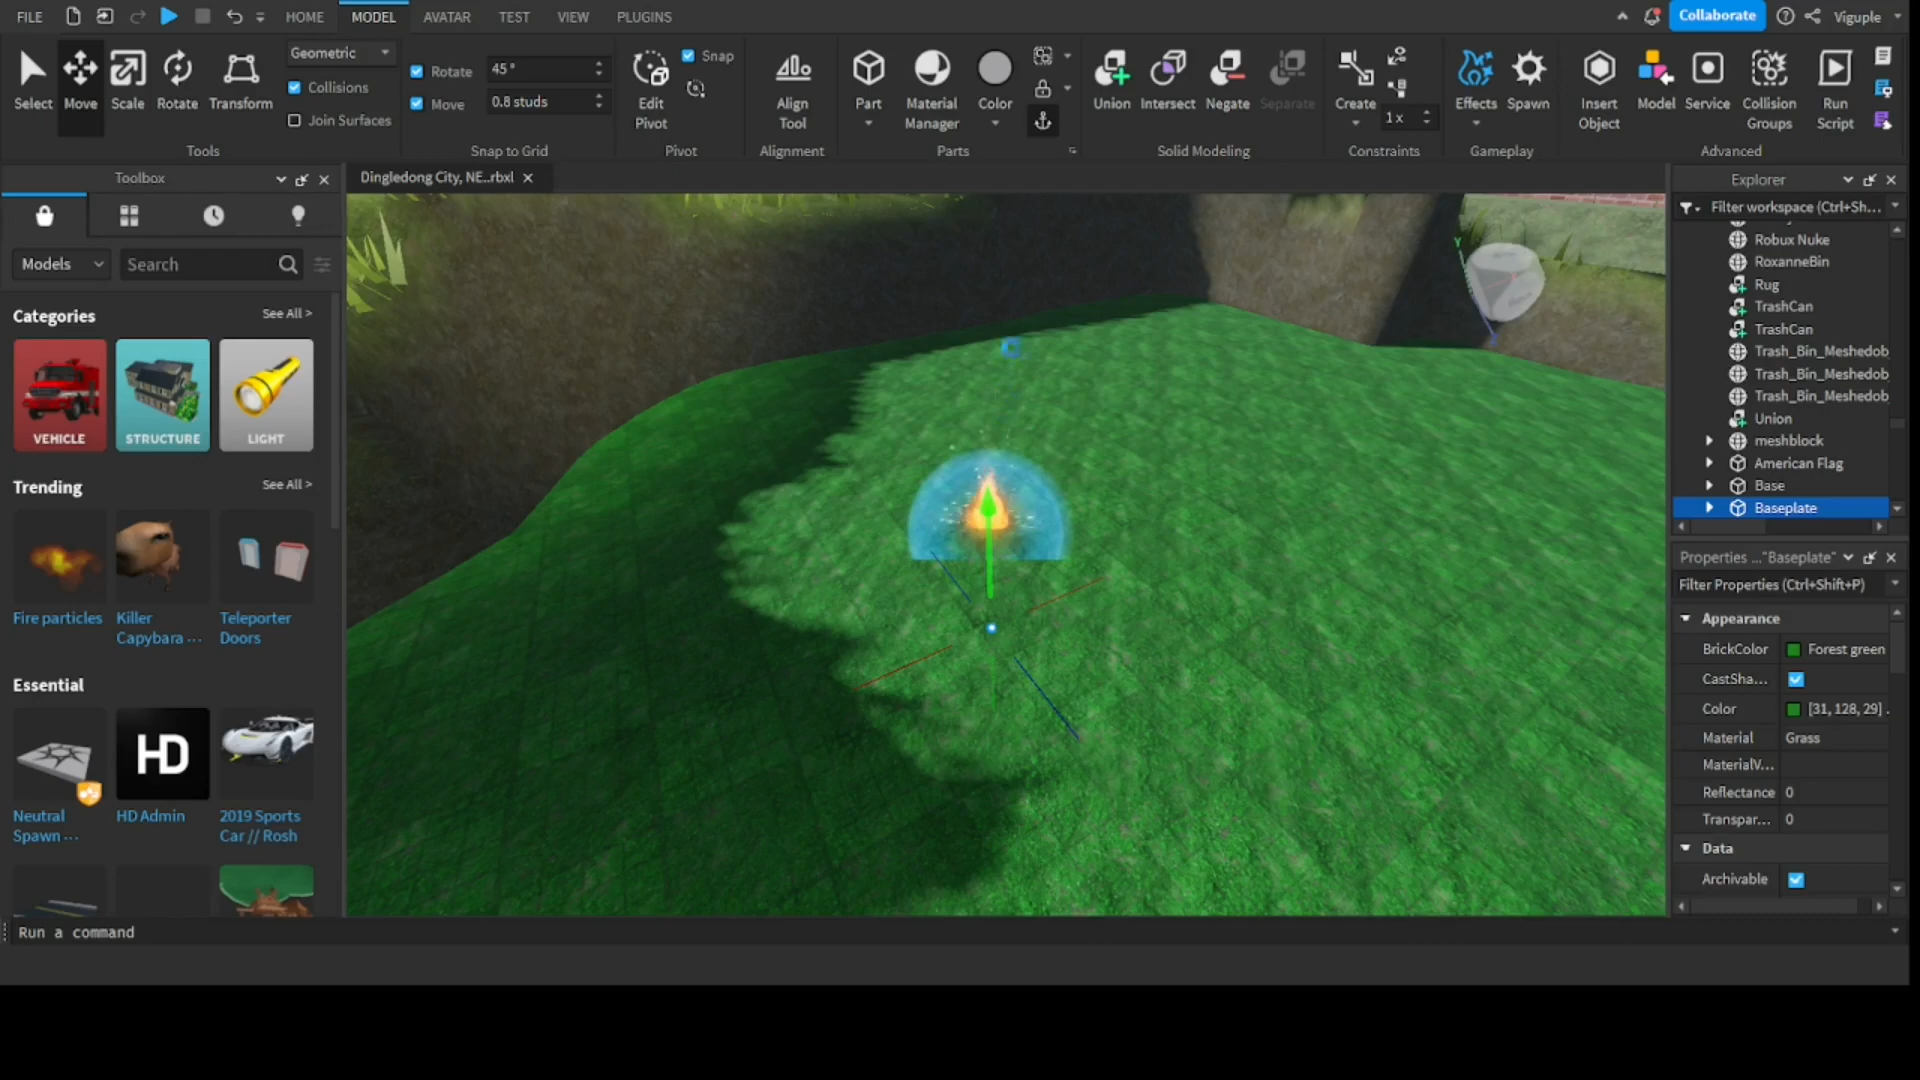 FILE HOME MODEL AVATAR TEST VIEW PLUGINS Collaborate Viguple
Select Move Scale Rotate Transform
Geometric
Collisions
Join Surfaces
Tools
Rotate 45 °
Move 0.8 studs
Snap to Grid
Edit Pivot
Snap
Pivot
Align Tool
Alignment
Part
Material Manager
Color
Parts
Union Intersect Negate Separate
Solid Modeling
Create
1 x
Constraints
Effects Spawn
Gameplay
Insert Object
Model
Service
Collision Groups
Run Script
Advanced
Toolbox
Dingledong City, NE...rbxl
Explorer
Models
Search
Categories See All >
VEHICLE STRUCTURE LIGHT
Trending See All >
Fire particles
Killer Capybara ...
Teleporter Doors
Essential
HD
Neutral Spawn ...
HD Admin
2019 Sports Car // Rosh
Y
Filter workspace (Ctrl+Sh...
Robux Nuke
RoxanneBin
Rug
TrashCan
TrashCan
Trash_Bin_Meshedob
Trash_Bin_Meshedob
Trash_Bin_Meshedob
Union
meshblock
American Flag
Base
Baseplate
Properties ..."Baseplate"
Filter Properties (Ctrl+Shift+P)
Appearance
BrickColor Forest green
CastSha...
Color [31, 128, 29] .
Material Grass
MaterialV...
Reflectance 0
Transpar... 0
Data
Archivable
Run a command